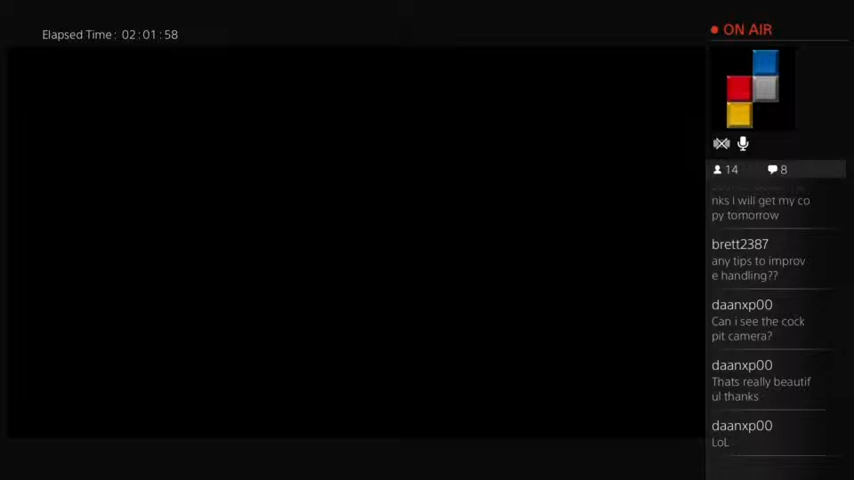 Elapsed Time: 02:01:58
ON AIR
14
8
nks I will get my co
py tomorrow
brett2387
any tips to improv
e handling??
daanxp00
Can i see the cock
pit camera?
daanxp00
Thats really beautif
ul thanks
daanxp00
LoL